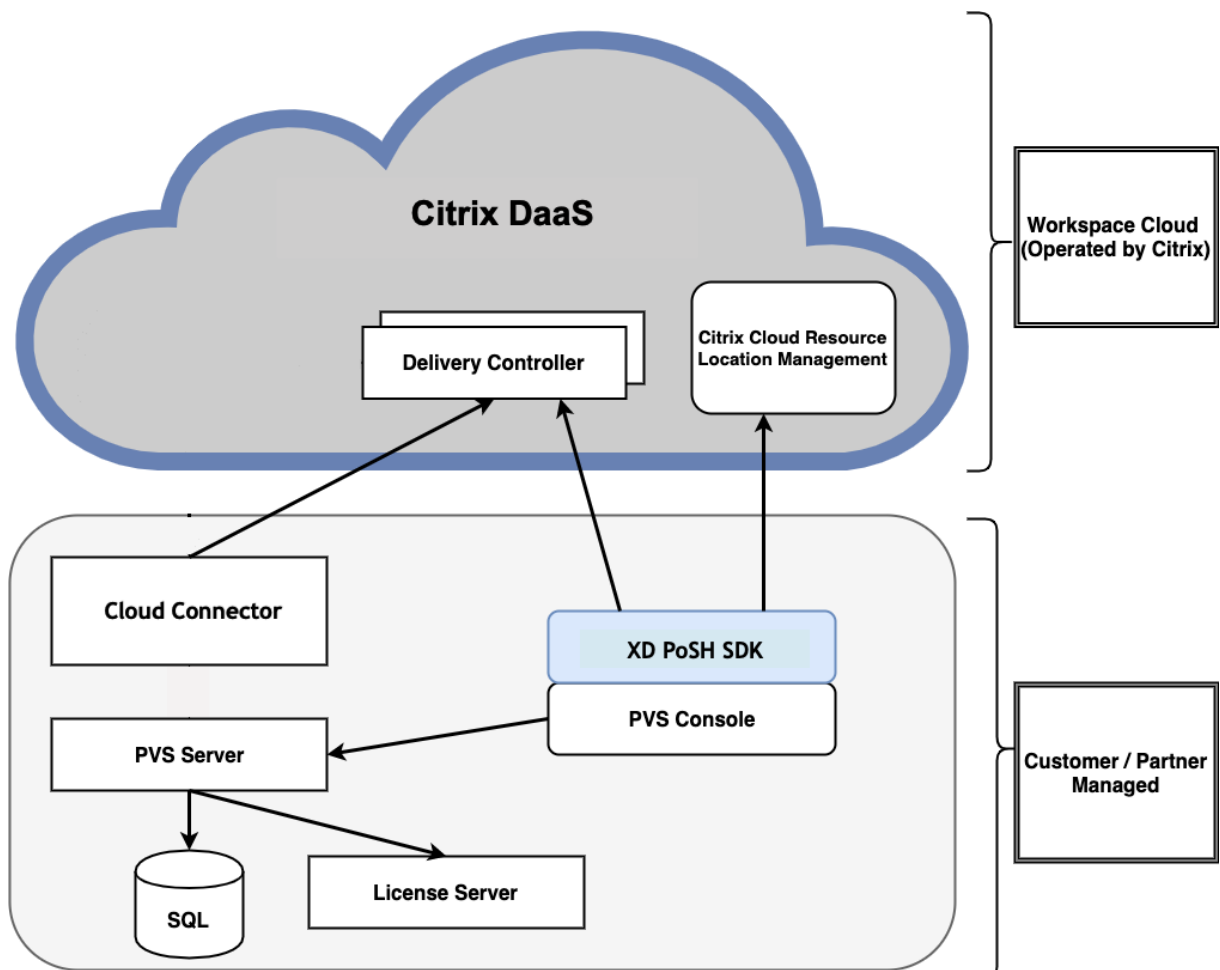 Citrix DaaS
Delivery Controller
Citrix Cloud Resource
Location Management
Workspace Cloud
(Operated by Citrix)
Cloud Connector
XD PoSH SDK
PVS Console
PVS Server
SQL
License Server
Customer / Partner
Managed